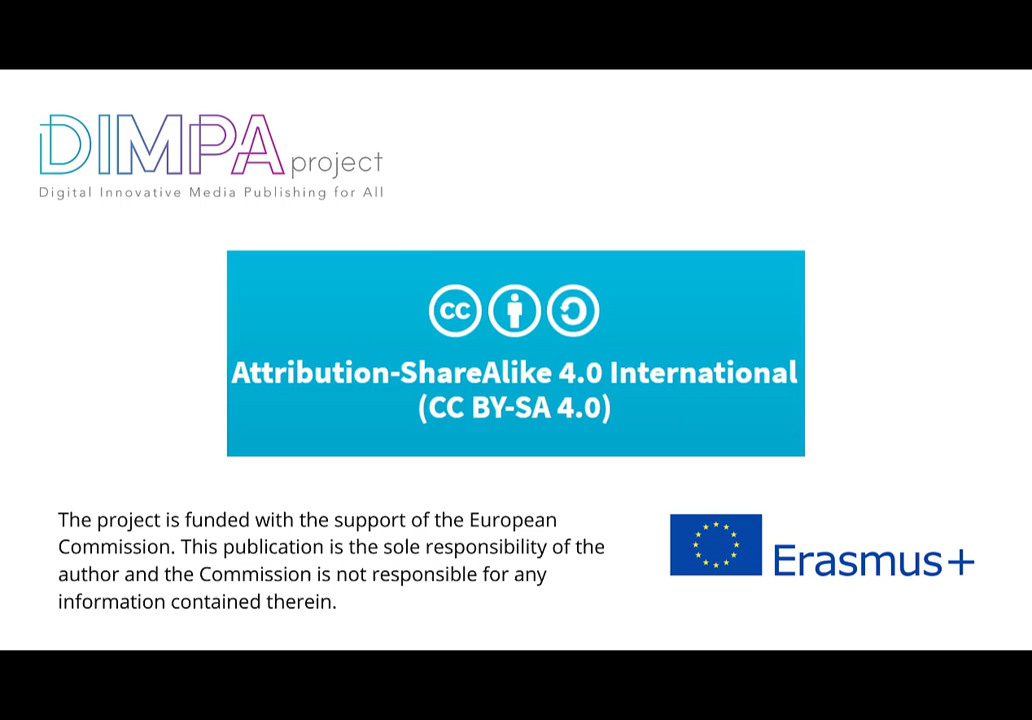 DIMPA project
Digital Innovative Media Publishing for All
cc
Attribution-ShareAlike 4.0 International
(CC BY-SA 4.0)
The project is funded with the support of the European
Commission. This publication is the sole responsibility of the
author and the Commission is not responsible for any
information contained therein.
Erasmus+